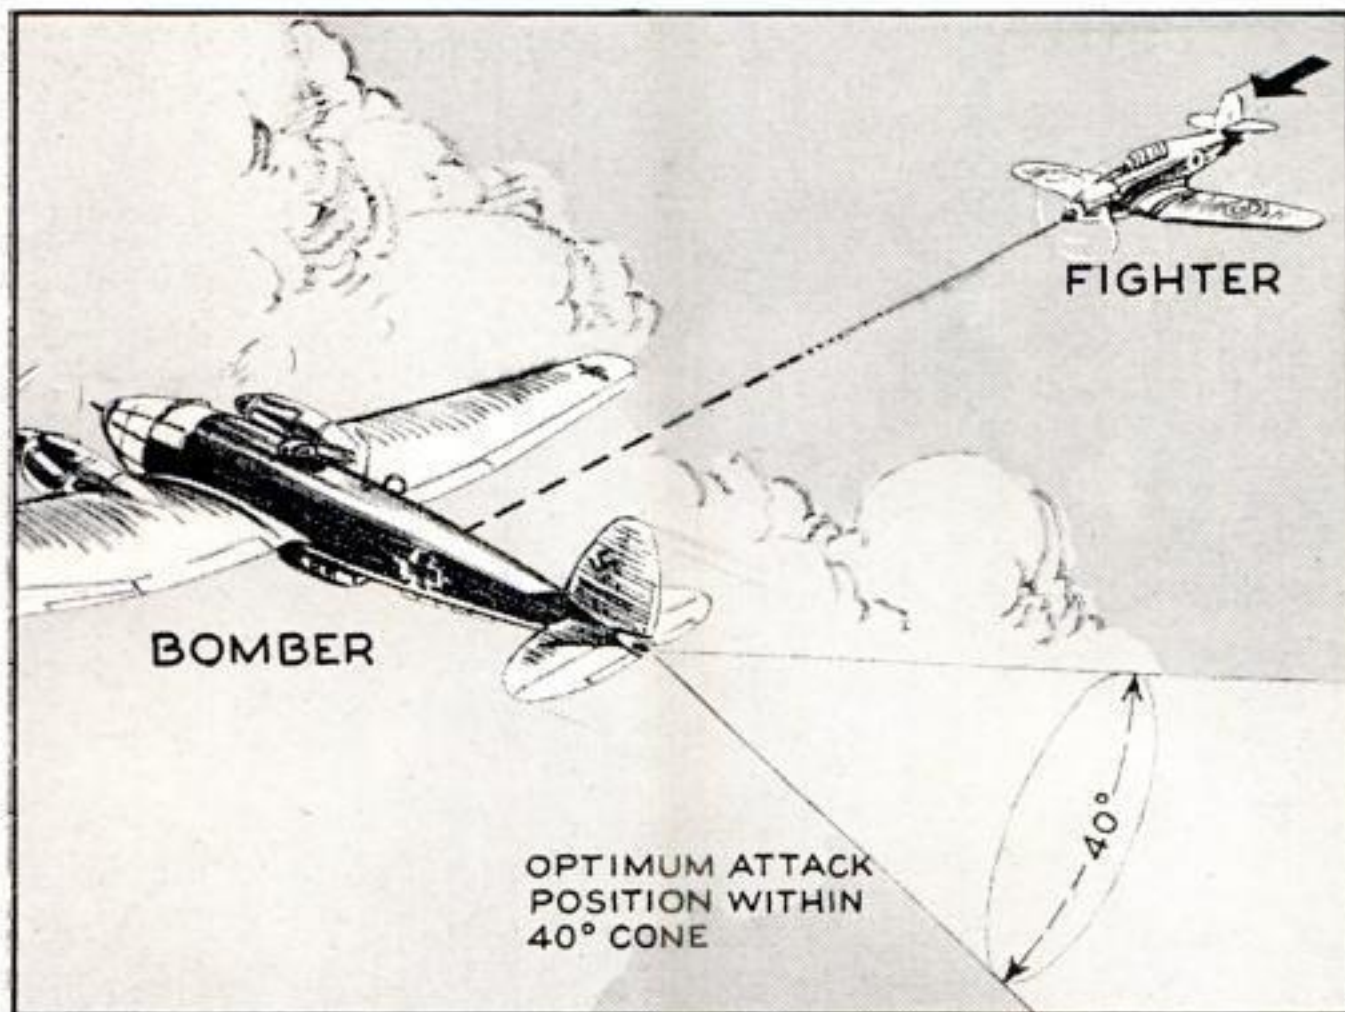 FIGHTER
BOMBER
OPTIMUM ATTACK
POSITION WITHIN
40° CONE
40°